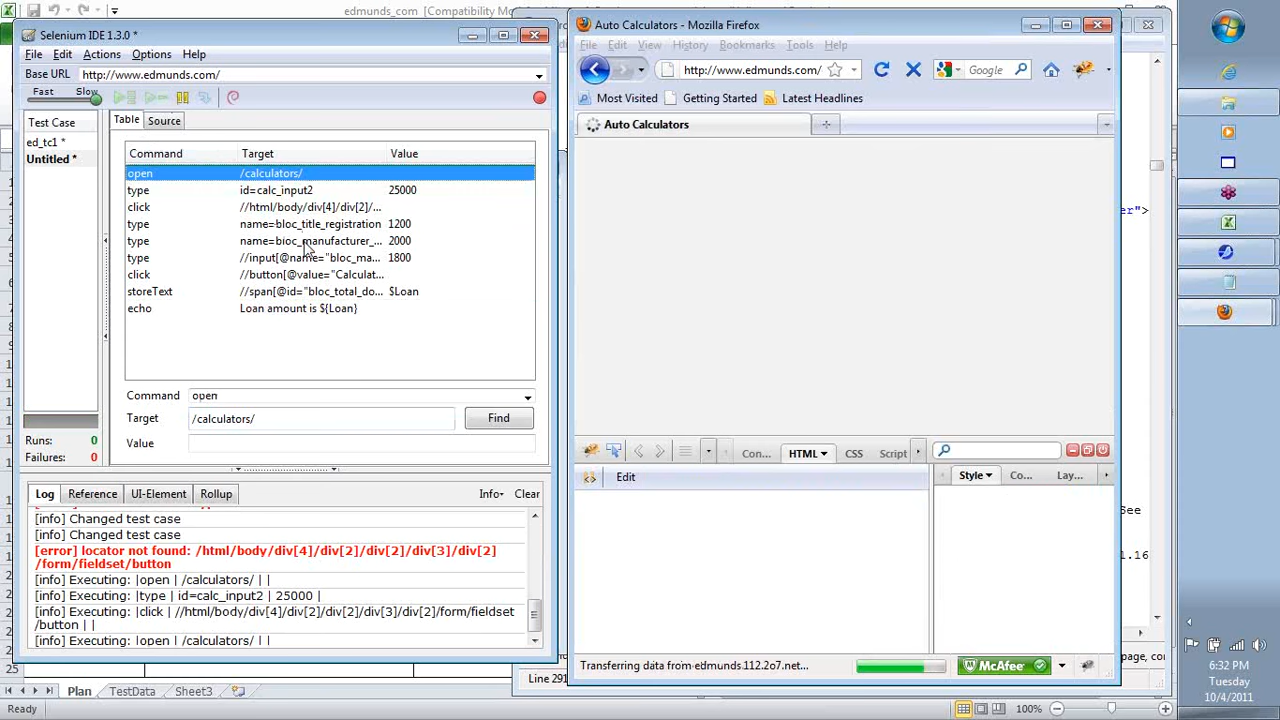 edmunds_com [Compatibility Mo
Selenium IDE 1.3.0 *
File Edit Actions Options Help
Base URL http://www.edmunds.com/
Fast Slow
Test Case
ed_tc1 *
Untitled *
Table Source
Command Target Value
open /calculators/
type id=calc_input2 25000
click //html/body/div[4]/div[2]/...
type name=bloc_title_registration 1200
type name=bloc_manufacturer_... 2000
type //input[@name="bloc_ma... 1800
click //button[@value="Calculat...
storeText //span[@id="bloc_total_do... $Loan
echo Loan amount is ${Loan}
Command open
Target /calculators/ Find
Value
Runs: 0
Failures: 0
Log Reference UI-Element Rollup Info- Clear
[info] Changed test case
[info] Changed test case
[error] locator not found: /html/body/div[4]/div[2]/div[2]/div[3]/div[2]
/form/fieldset/button
[info] Executing: |open | /calculators/ | |
[info] Executing: |type | id=calc_input2 | 25000 |
[info] Executing: |click | //html/body/div[4]/div[2]/div[2]/div[3]/div[2]/form/fieldset
/button | |
[info] Executing: |open | /calculators/ | |
Auto Calculators - Mozilla Firefox
File Edit View History Bookmarks Tools Help
http://www.edmunds.com/ Google
Most Visited Getting Started Latest Headlines
Auto Calculators
Con... HTML CSS Script
Edit Style Co... Lay...
Transferring data from edmunds.112.2o7.net... McAfee
er">
See
1.16
page, con
25
Line 291
Plan TestData Sheet3
Ready 100%
6:32 PM
Tuesday
10/4/2011